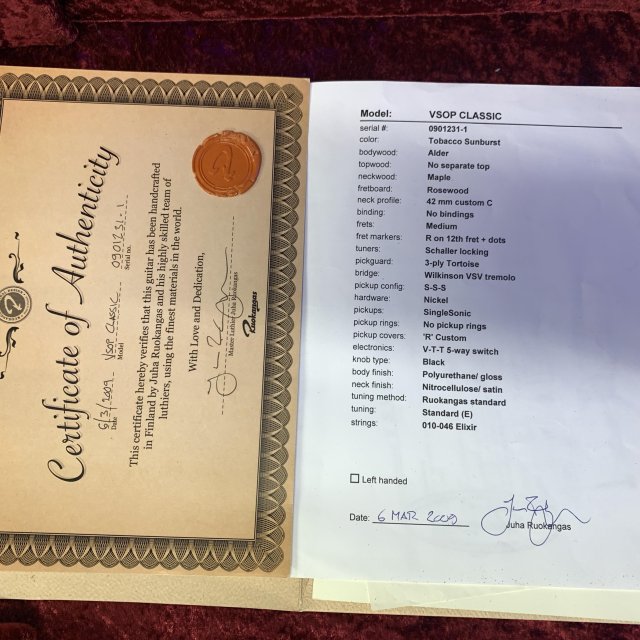 Certificate of Authenticity
6/3/2009 VSOP CLASSIC 0901231-1
Date Model Serial no.
This certificate hereby verifies that this guitar has been handcrafted
in Finland by Juha Ruokangas and his highly skilled team of
luthiers, using the finest materials in the world.
With Love and Dedication,
Master Luthier Juha Ruokangas
Ruokangas
Model: VSOP CLASSIC
serial #: 0901231-1
color: Tobacco Sunburst
bodywood: Alder
topwood: No separate top
neckwood: Maple
fretboard: Rosewood
neck profile: 42 mm custom C
binding: No bindings
frets: Medium
fret markers: R on 12th fret + dots
tuners: Schaller locking
pickguard: 3-ply Tortoise
bridge: Wilkinson VSV tremolo
pickup config: S-S-S
hardware: Nickel
pickups: SingleSonic
pickup rings: No pickup rings
pickup covers: 'R' Custom
electronics: V-T-T 5-way switch
knob type: Black
body finish: Polyurethane/ gloss
neck finish: Nitrocellulose/ satin
tuning method: Ruokangas standard
tuning: Standard (E)
strings: 010-046 Elixir
Left handed
Date: 6 MAR 2009
Juha Ruokangas